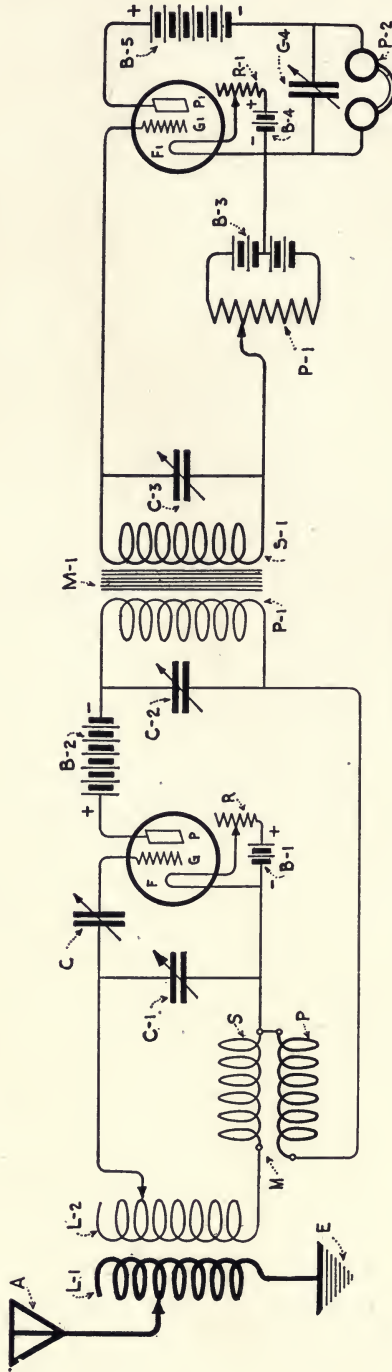 A
L-1
E
L-2
M
S
P
C
C-1
F
G
P
R
- +
B-1
+ -
B-2
C-2
P-1
M-1
S-1
C-3
P-1
B-3
F1
G1
P1
R-1
- +
B-4
+
B-5
-
G-4
P-2